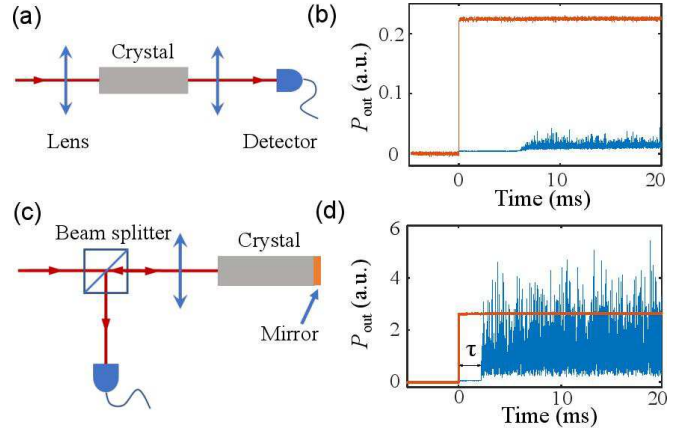 (a)
Crystal
Lens
Detector
(b)
P_out (a.u.)
0.2
0.1
0
0
10
20
Time (ms)
(c)
Beam splitter
Crystal
Mirror
(d)
P_out (a.u.)
6
4
2
0
τ
0
10
20
Time (ms)